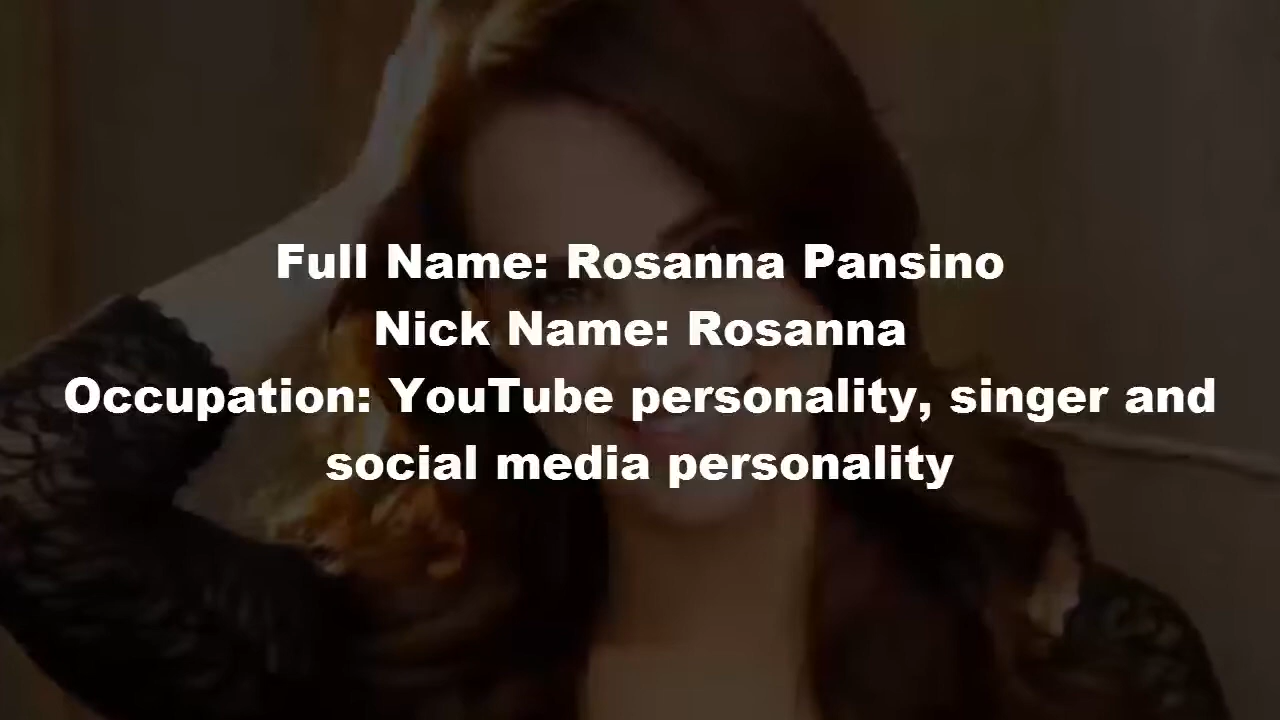 Full Name: Rosanna Pansino
Nick Name: Rosanna
Occupation: YouTube personality, singer and
social media personality